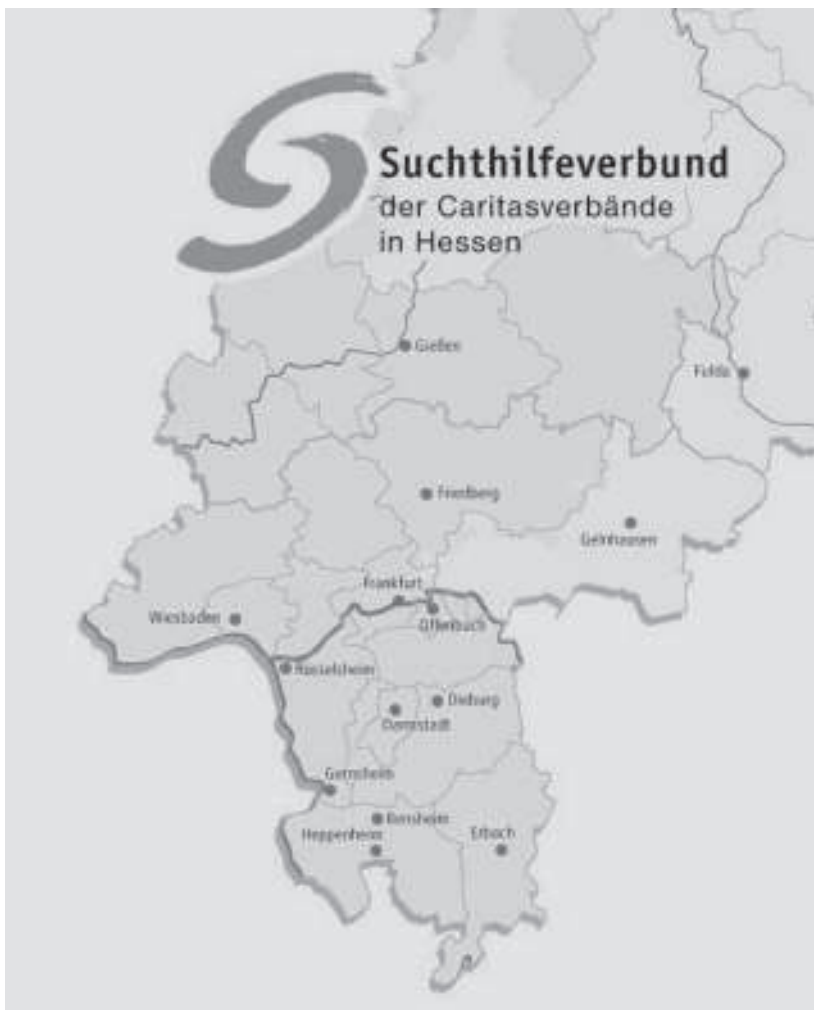 Suchthilfeverbund
der Caritasverbände
in Hessen
Gießen
Fulda
Friedberg
Gelnhausen
Frankfurt
Wiesbaden
Offenbach
Rüsselsheim
Dieburg
Darmstadt
Gernsheim
Bensheim
Heppenheim
Erbach